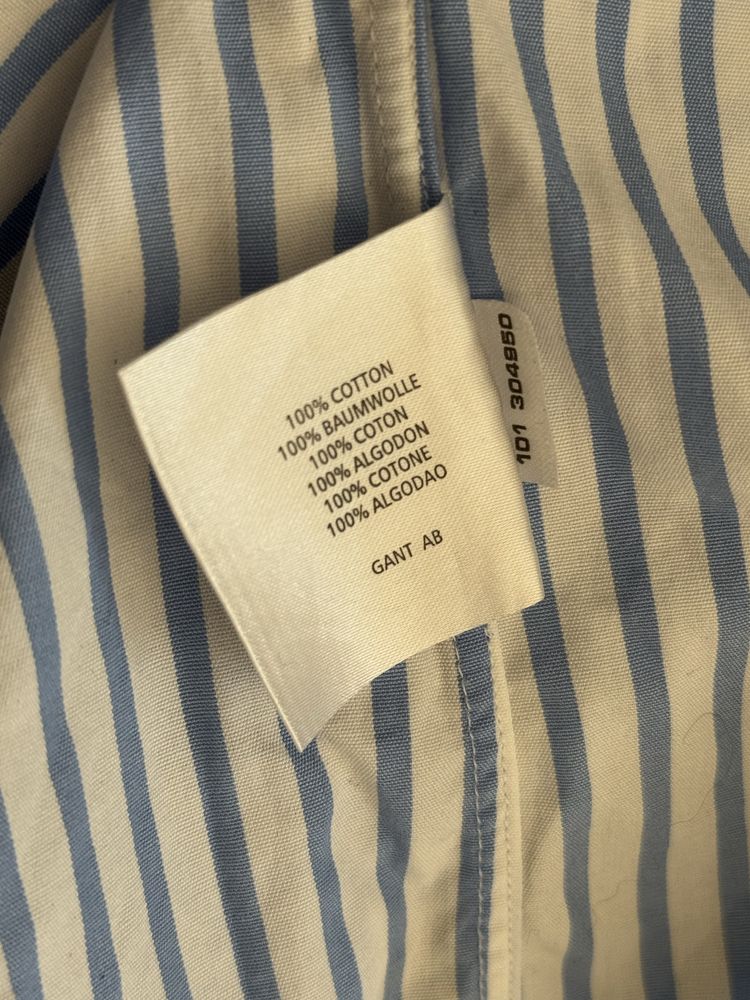 100% COTTON
100% BAUMWOLLE
100% COTON
100% ALGODON
100% COTONE
100% ALGODAO
GANT AB
101 304950